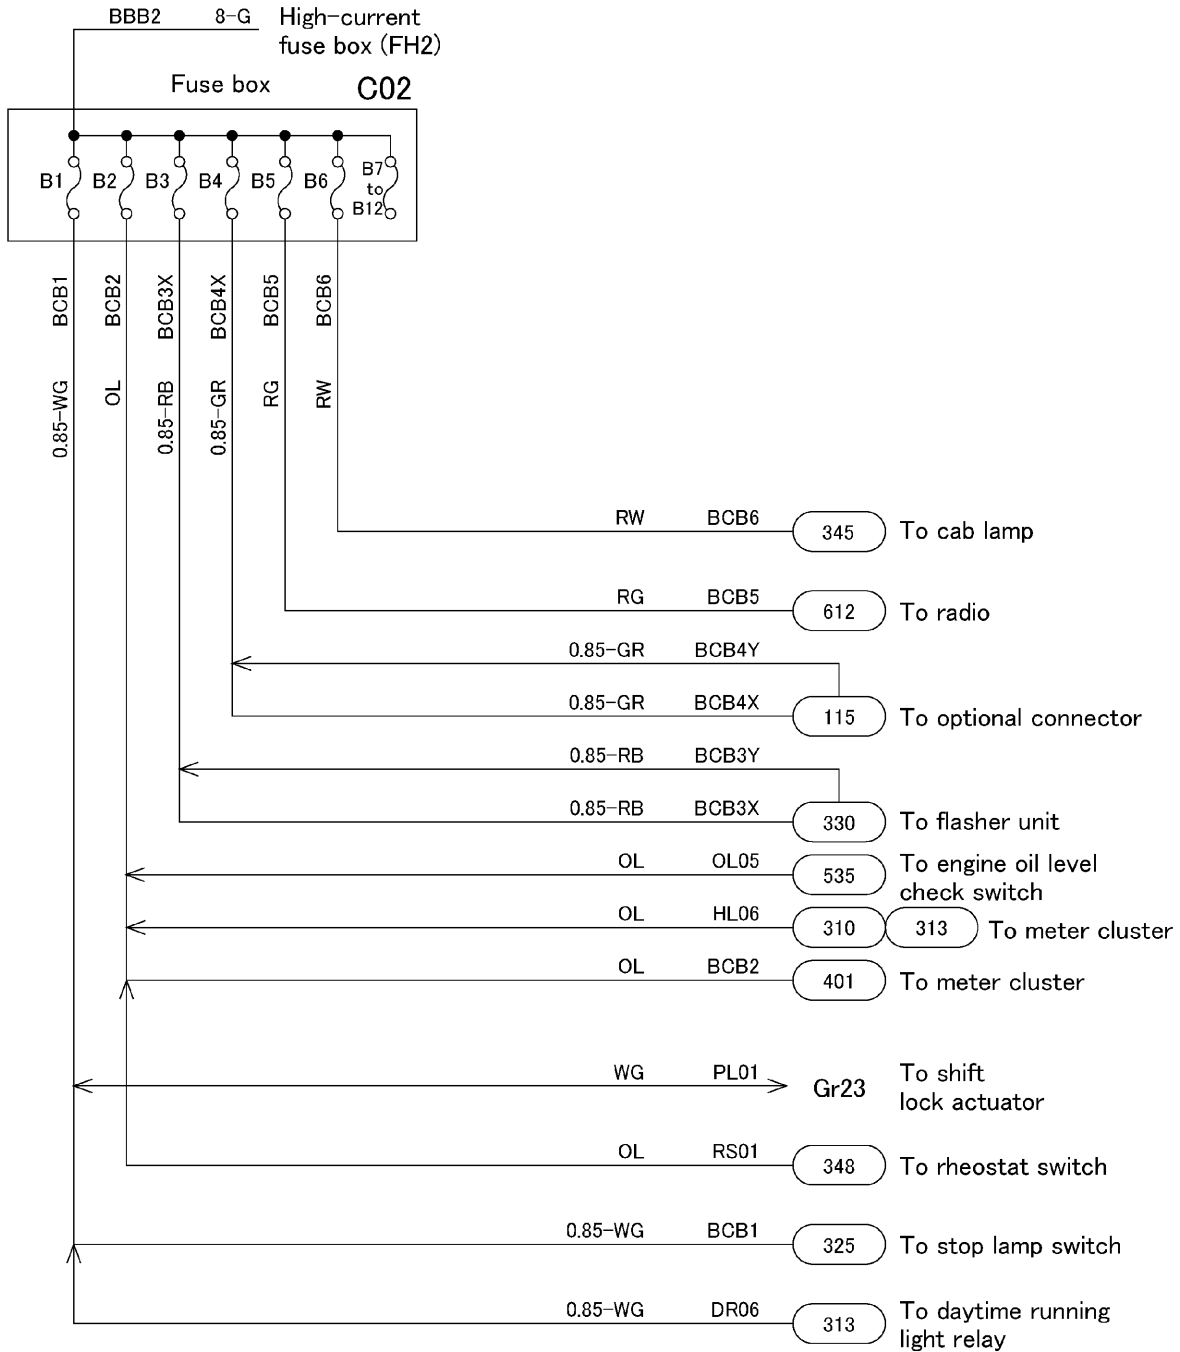 BBB2 8-G High-current
fuse box (FH2)
Fuse box C02
B1 B2 B3 B4 B5 B6 B7
to
B12
BCB1 BCB2 BCB3X BCB4X BCB5 BCB6
0.85-WG OL 0.85-RB 0.85-GR RG RW
RW BCB6 345 To cab lamp
RG BCB5 612 To radio
0.85-GR BCB4Y
0.85-GR BCB4X 115 To optional connector
0.85-RB BCB3Y
0.85-RB BCB3X 330 To flasher unit
OL OL05 535 To engine oil level
check switch
OL HL06 310 313 To meter cluster
OL BCB2 401 To meter cluster
WG PL01 Gr23 To shift
lock actuator
OL RS01 348 To rheostat switch
0.85-WG BCB1 325 To stop lamp switch
0.85-WG DR06 313 To daytime running
light relay